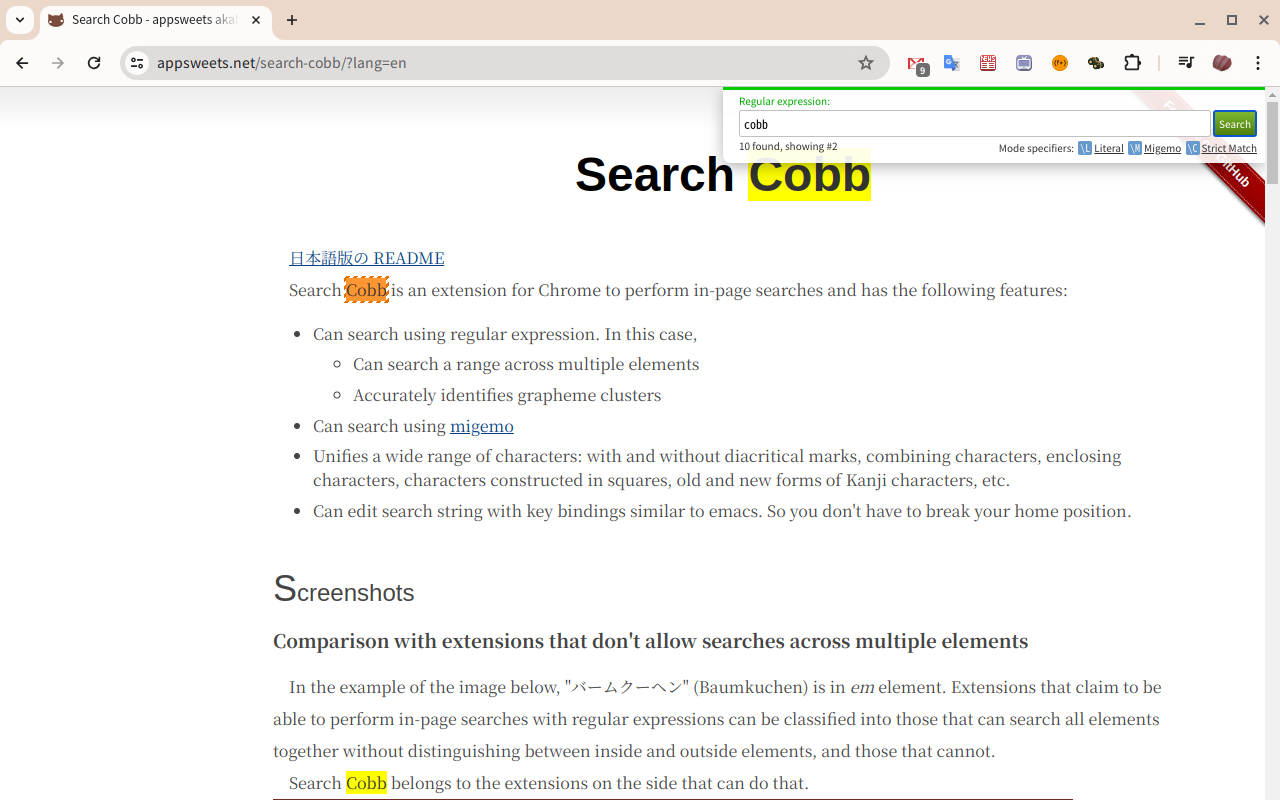 Search Cobb - appsweets aka
appsweets.net/search-cobb/?lang=en
9
Regular expression:
cobb
Search
10 found, showing #2
Mode specifiers: \L Literal \M Migemo \C Strict Match
GitHub
Search Cobb
日本語版の README
Search Cobb is an extension for Chrome to perform in-page searches and has the following features:
Can search using regular expression. In this case,
Can search a range across multiple elements
Accurately identifies grapheme clusters
Can search using migemo
Unifies a wide range of characters: with and without diacritical marks, combining characters, enclosing
characters, characters constructed in squares, old and new forms of Kanji characters, etc.
Can edit search string with key bindings similar to emacs. So you don't have to break your home position.
Screenshots
Comparison with extensions that don't allow searches across multiple elements
In the example of the image below, "バームクーヘン" (Baumkuchen) is in em element. Extensions that claim to be
able to perform in-page searches with regular expressions can be classified into those that can search all elements
together without distinguishing between inside and outside elements, and those that cannot.
Search Cobb belongs to the extensions on the side that can do that.